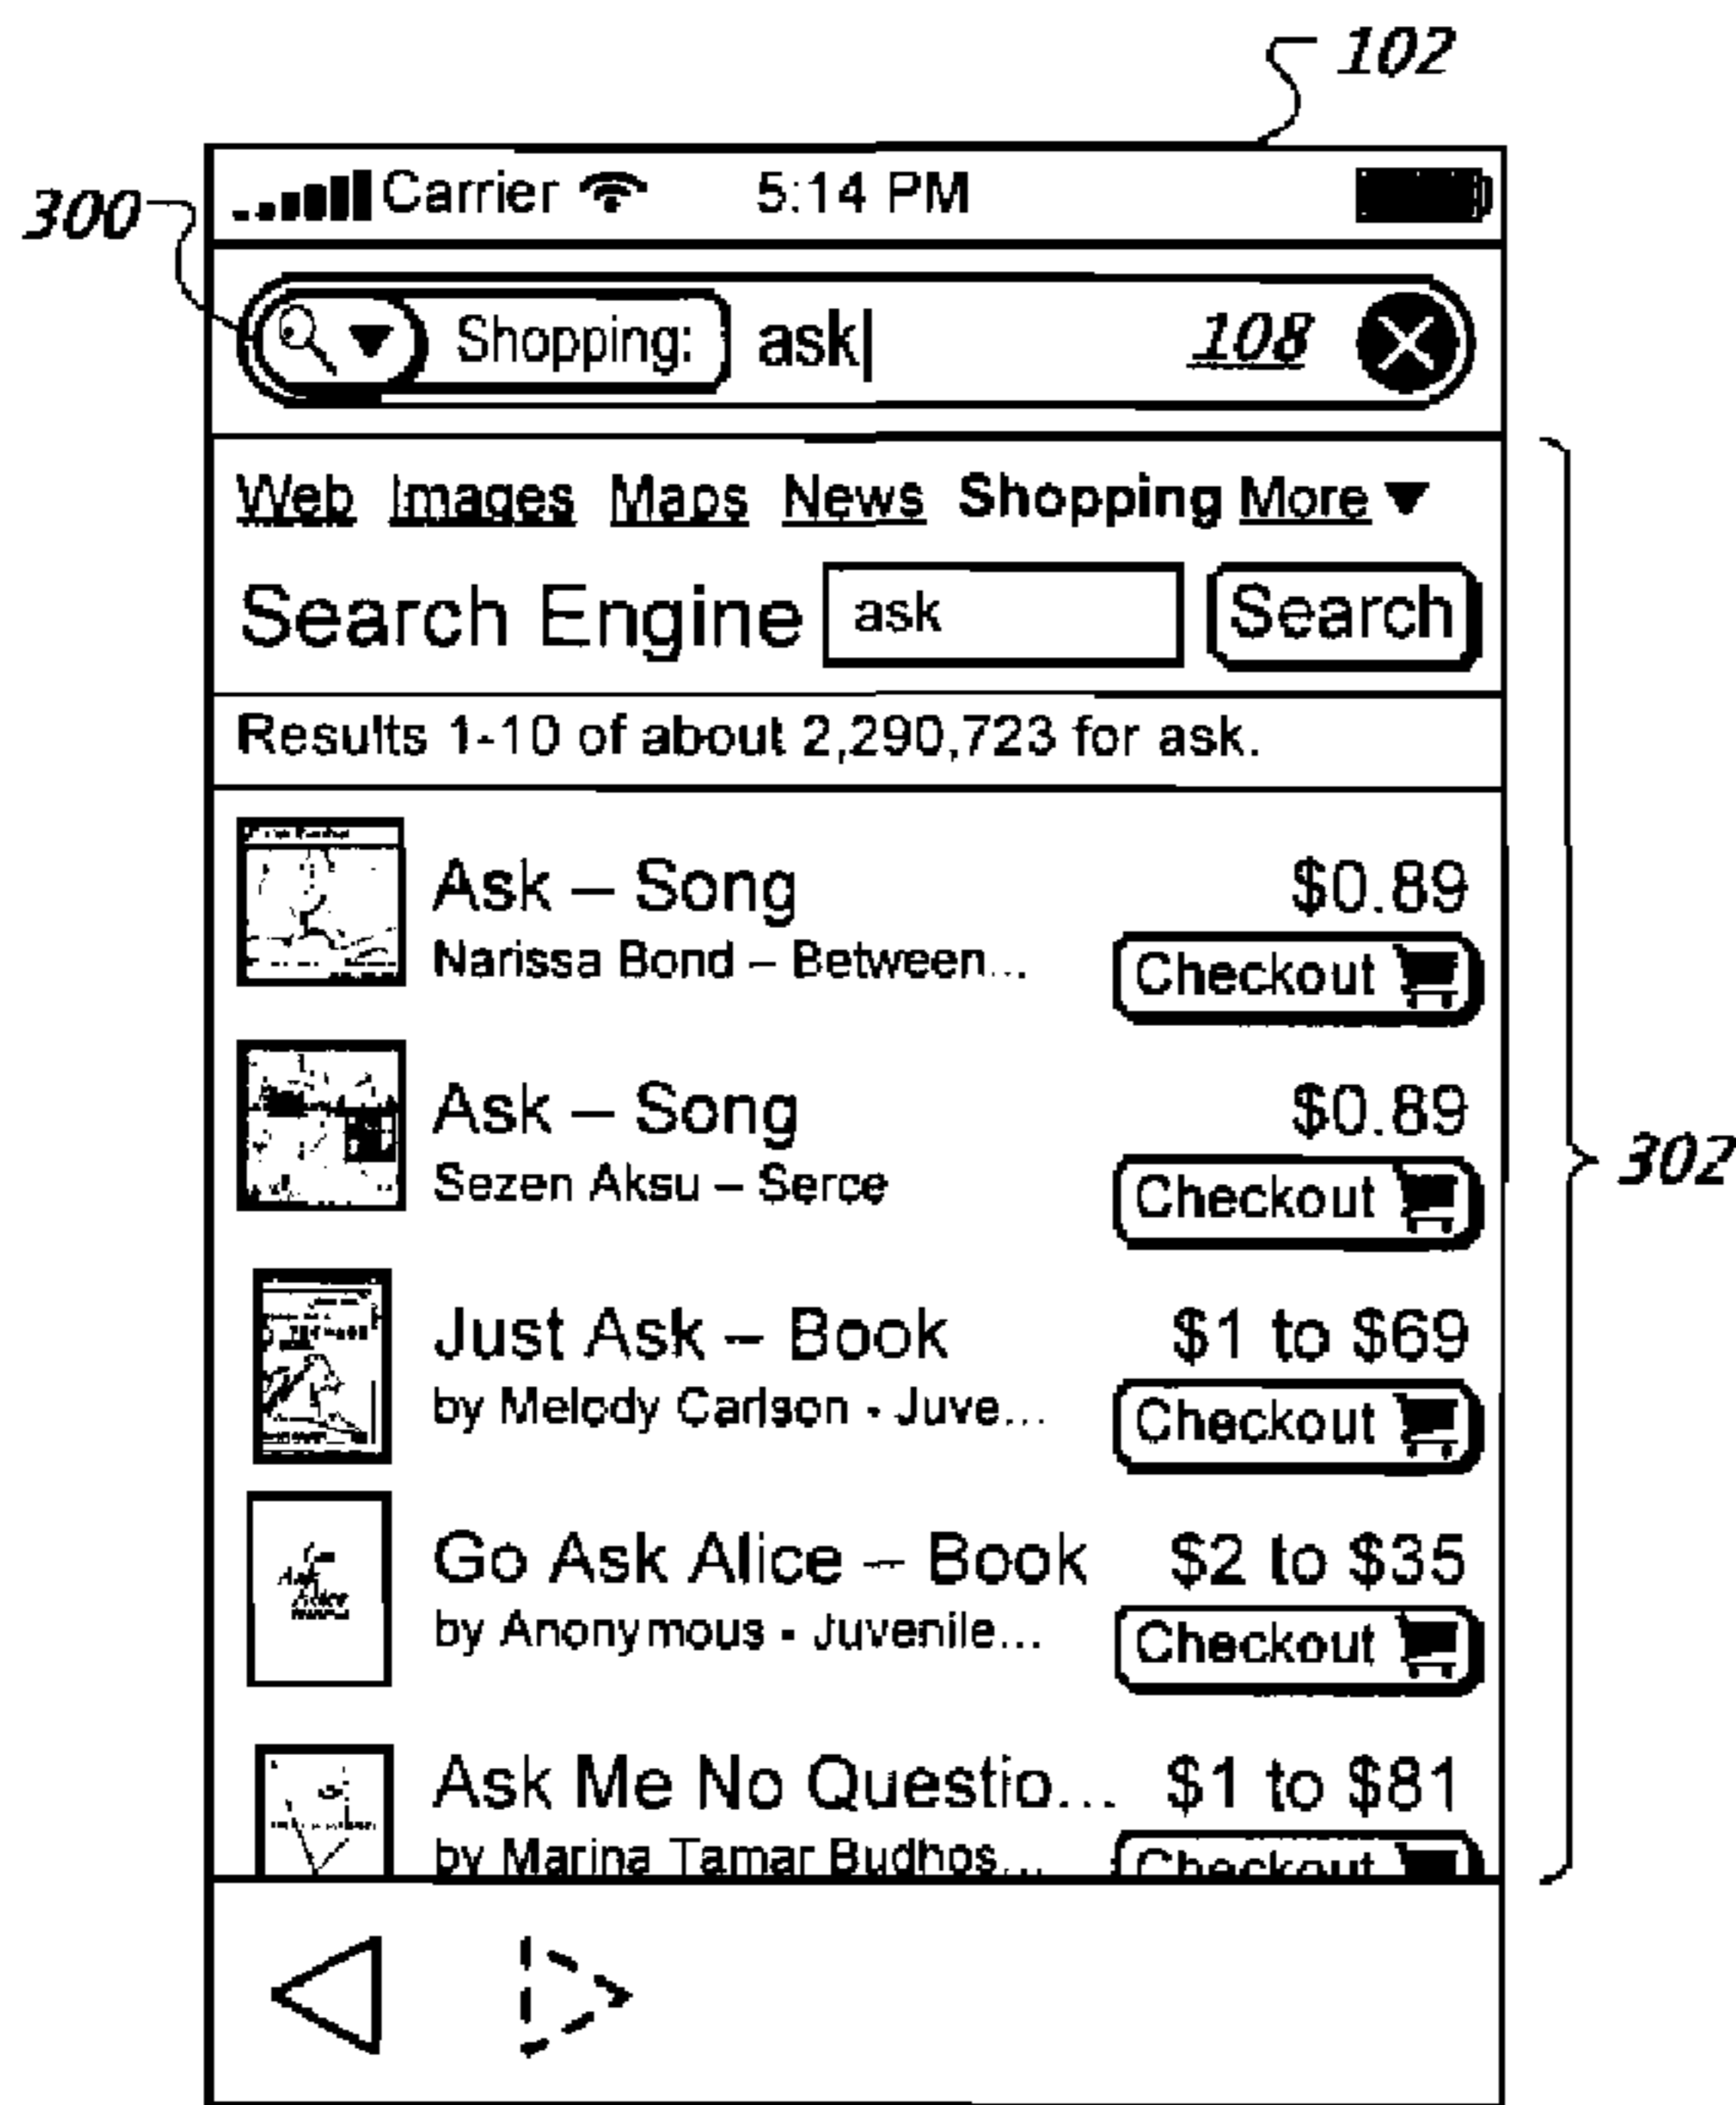 102
300
Carrier 5:14 PM
Shopping: ask 108
Web Images Maps News Shopping More
Search Engine ask Search
Results 1-10 of about 2,290,723 for ask.
Ask – Song $0.89
Narissa Bond – Between... Checkout
Ask – Song $0.89
Sezen Aksu – Serçe Checkout
302
Just Ask – Book $1 to $69
by Melody Carlson - Juve... Checkout
Go Ask Alice – Book $2 to $35
by Anonymous - Juvenile... Checkout
Ask Me No Questio... $1 to $81
by Marina Tamar Budhos... Checkout